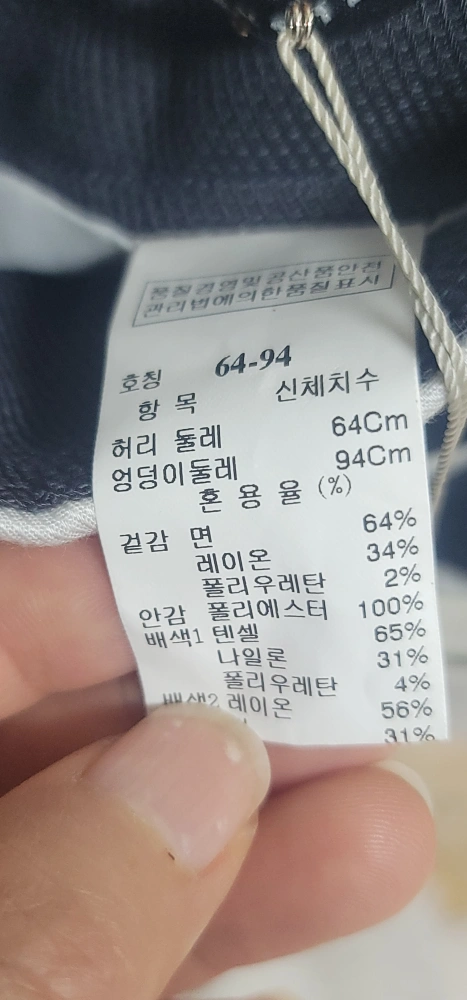 품질경영및공산품안전
관리법에의한품질표시
호칭 64-94
항 목 신체치수
허리 둘레 64Cm
엉덩이둘레 94Cm
혼 용 율 (%)
겉감 면 64%
레이온 34%
폴리우레탄 2%
안감 폴리에스터 100%
배색1 텐셀 65%
나일론 31%
폴리우레탄 4%
배색2 레이온 56%
31%